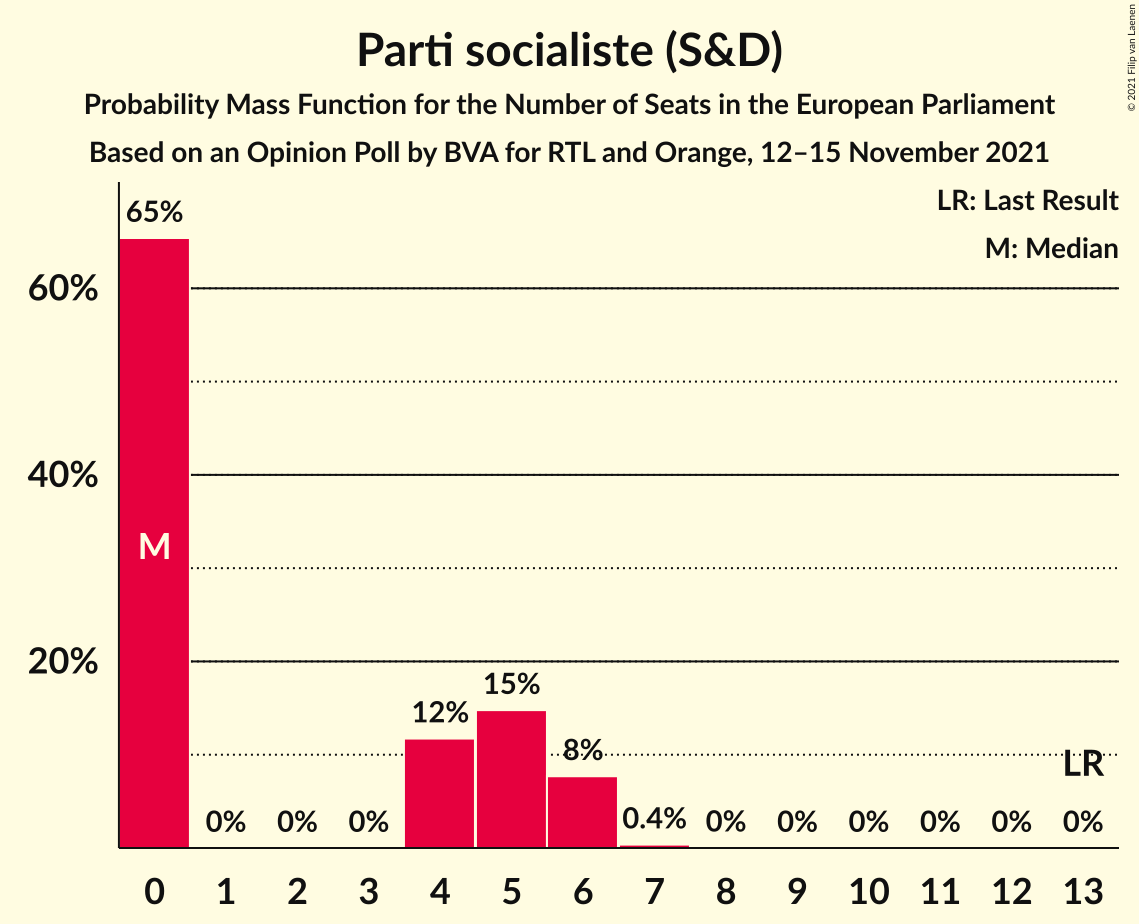 Parti socialiste (S&D)
Probability Mass Function for the Number of Seats in the European Parliament
Based on an Opinion Poll by BVA for RTL and Orange, 12–15 November 2021
© 2021 Filip van Laenen
LR: Last Result
M: Median
65%
60%
40%
M
20%
15%
12%
8%
LR
0% 0% 0% 0.4% 0% 0% 0% 0% 0% 0%
0 1 2 3 4 5 6 7 8 9 10 11 12 13